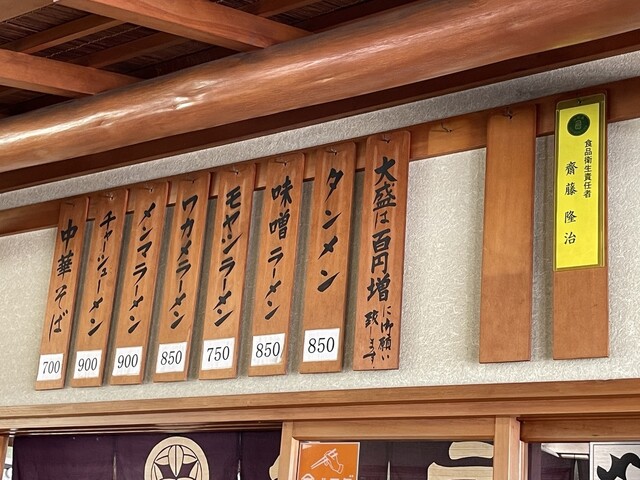 食品衛生責任者
齋藤 隆治
大盛は百円増に御願い
致します
タンメン
850
味噌ラーメン
850
モヤシラーメン
750
ワカメラーメン
850
メンマラーメン
900
チャーシューメン
900
中華そば
700